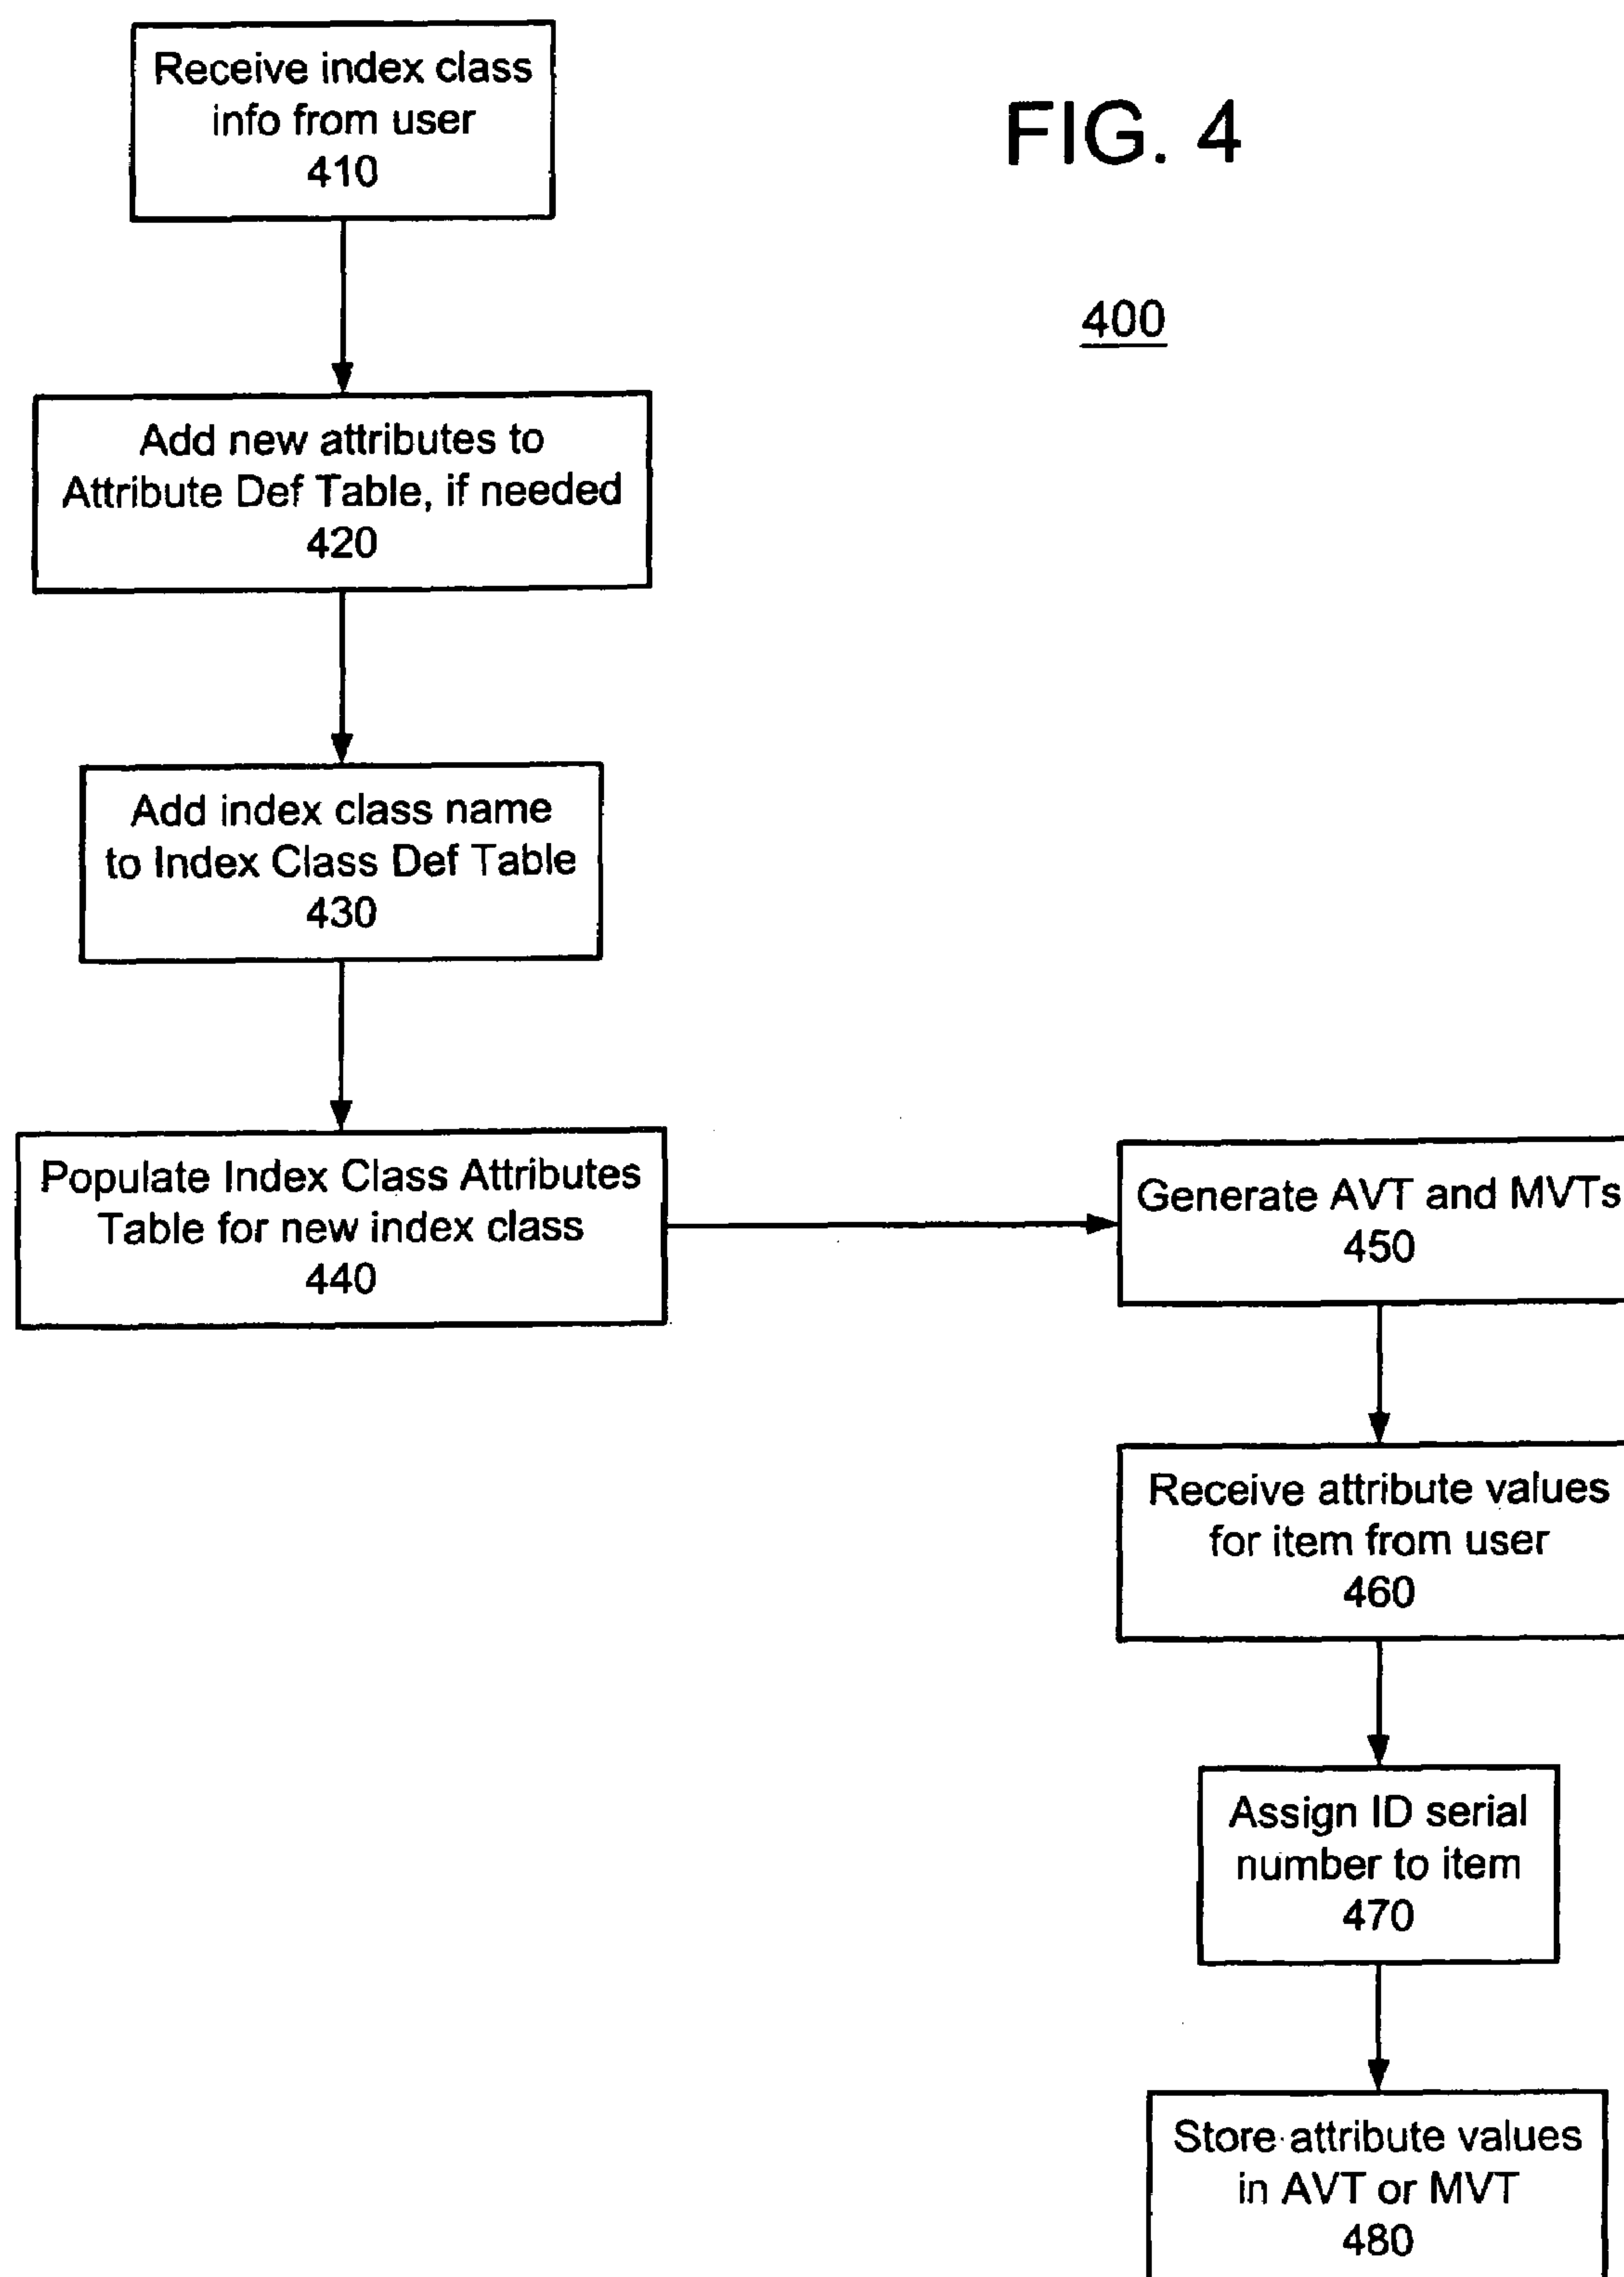 Receive index class
info from user
410
FIG. 4
400
Add new attributes to
Attribute Def Table, if needed
420
Add index class name
to Index Class Def Table
430
Populate Index Class Attributes
Table for new index class
440
Generate AVT and MVTs
450
Receive attribute values
for item from user
460
Assign ID serial
number to item
470
Store attribute values
in AVT or MVT
480